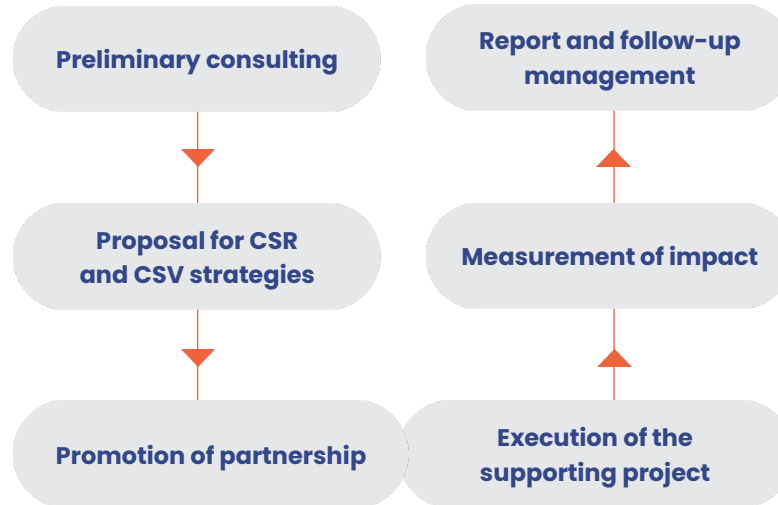 Preliminary consulting
Proposal for CSR
and CSV strategies
Promotion of partnership
Execution of the
supporting project
Measurement of impact
Report and follow-up
management